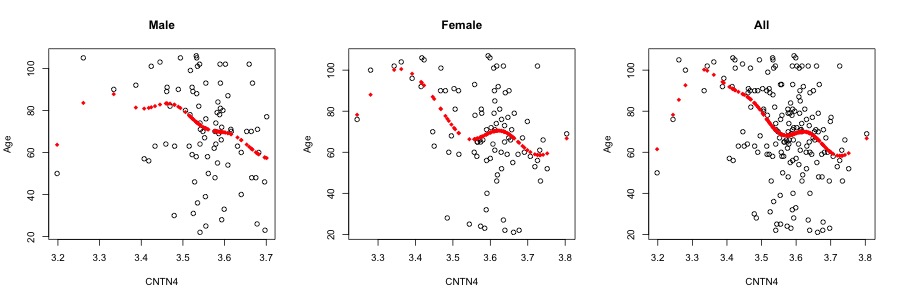 Male
Age
20 40 60 80 100
3.2 3.3 3.4 3.5 3.6 3.7
CNTN4
Female
Age
20 40 60 80 100
3.3 3.4 3.5 3.6 3.7 3.8
CNTN4
All
Age
20 40 60 80 100
3.2 3.3 3.4 3.5 3.6 3.7 3.8
CNTN4